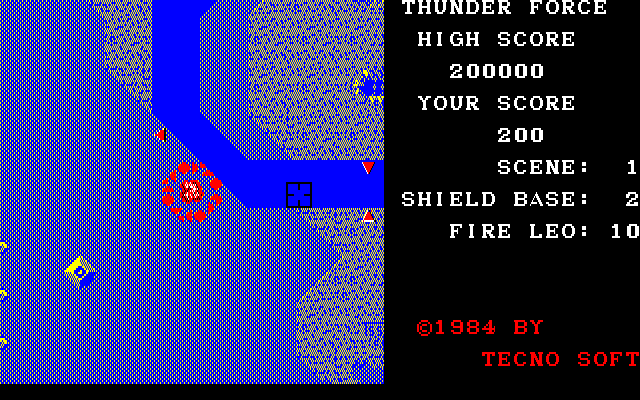 THUNDER FORCE
HIGH SCORE
200000
YOUR SCORE
200
SCENE: 1
SHIELD BASE: 2
FIRE LEO: 10
©1984 BY
TECNO SOFT